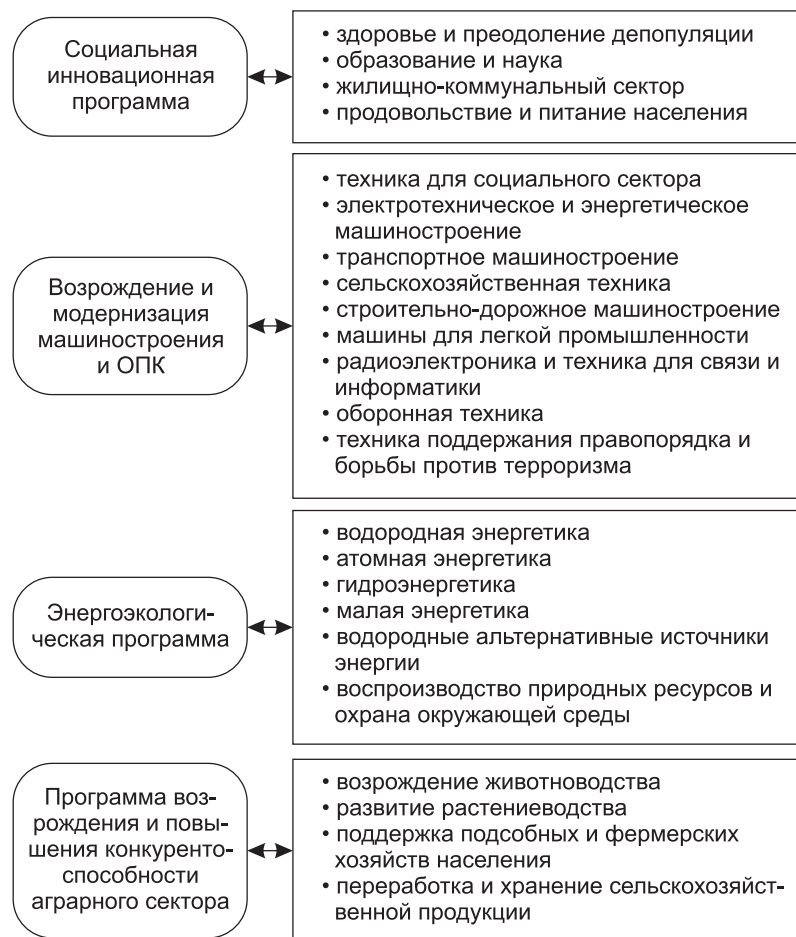 Социальная
инновационная
программа
• здоровье и преодоление депопуляции
• образование и наука
• жилищно-коммунальный сектор
• продовольствие и питание населения
Возрождение и
модернизация
машиностроения
и ОПК
• техника для социального сектора
• электротехническое и энергетическое
машиностроение
• транспортное машиностроение
• сельскохозяйственная техника
• строительно-дорожное машиностроение
• машины для легкой промышленности
• радиоэлектроника и техника для связи и
информатики
• оборонная техника
• техника поддержания правопорядка и
борьбы против терроризма
Энергоэкологи-
ческая программа
• водородная энергетика
• атомная энергетика
• гидроэнергетика
• малая энергетика
• водородные альтернативные источники
энергии
• воспроизводство природных ресурсов и
охрана окружающей среды
Программа воз-
рождения и повы-
шения конкуренто-
способности
аграрного сектора
• возрождение животноводства
• развитие растениеводства
• поддержка подсобных и фермерских
хозяйств населения
• переработка и хранение сельскохозяйст-
венной продукции